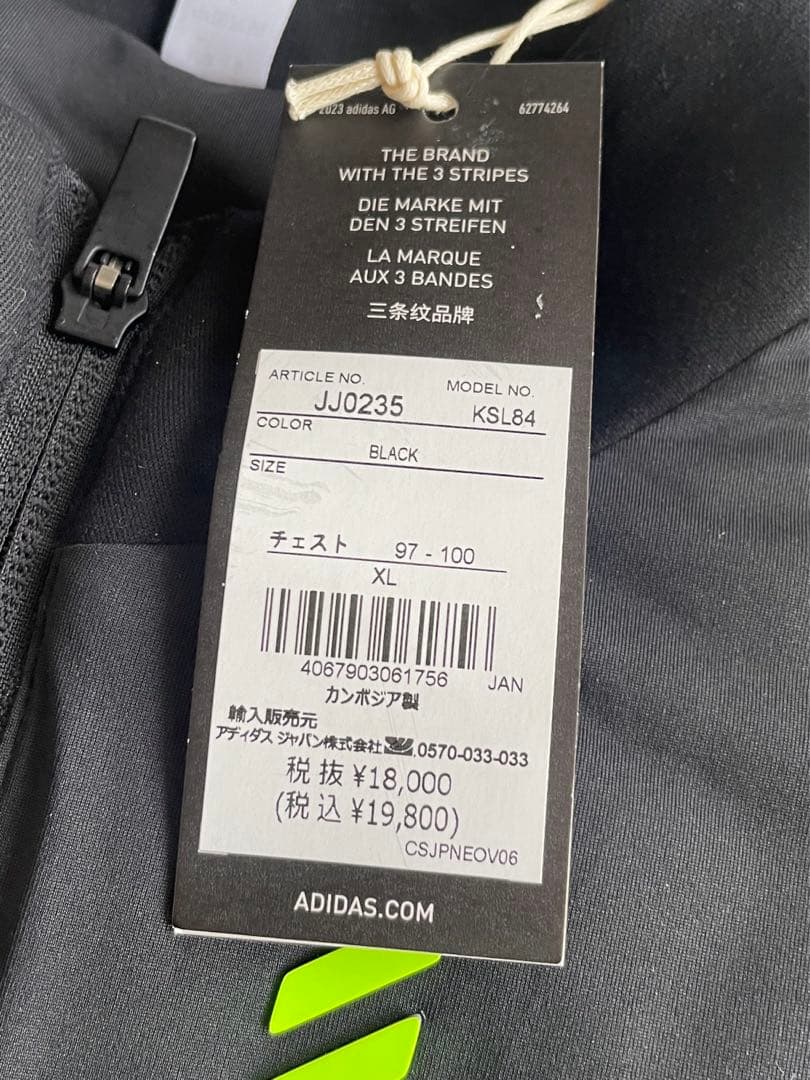 2023 adidas AG
62774264
THE BRAND
WITH THE 3 STRIPES
DIE MARKE MIT
DEN 3 STREIFEN
LA MARQUE
AUX 3 BANDES
三条纹品牌
ARTICLE NO.
MODEL NO.
JJ0235
KSL84
COLOR
BLACK
SIZE
チェスト 97 - 100
XL
4067903061756
JAN
カンボジア製
輸入販売元
アディダス ジャパン株式会社 0570-033-033
税抜 ¥18,000
(税込 ¥19,800)
CSJPNEOV06
ADIDAS.COM